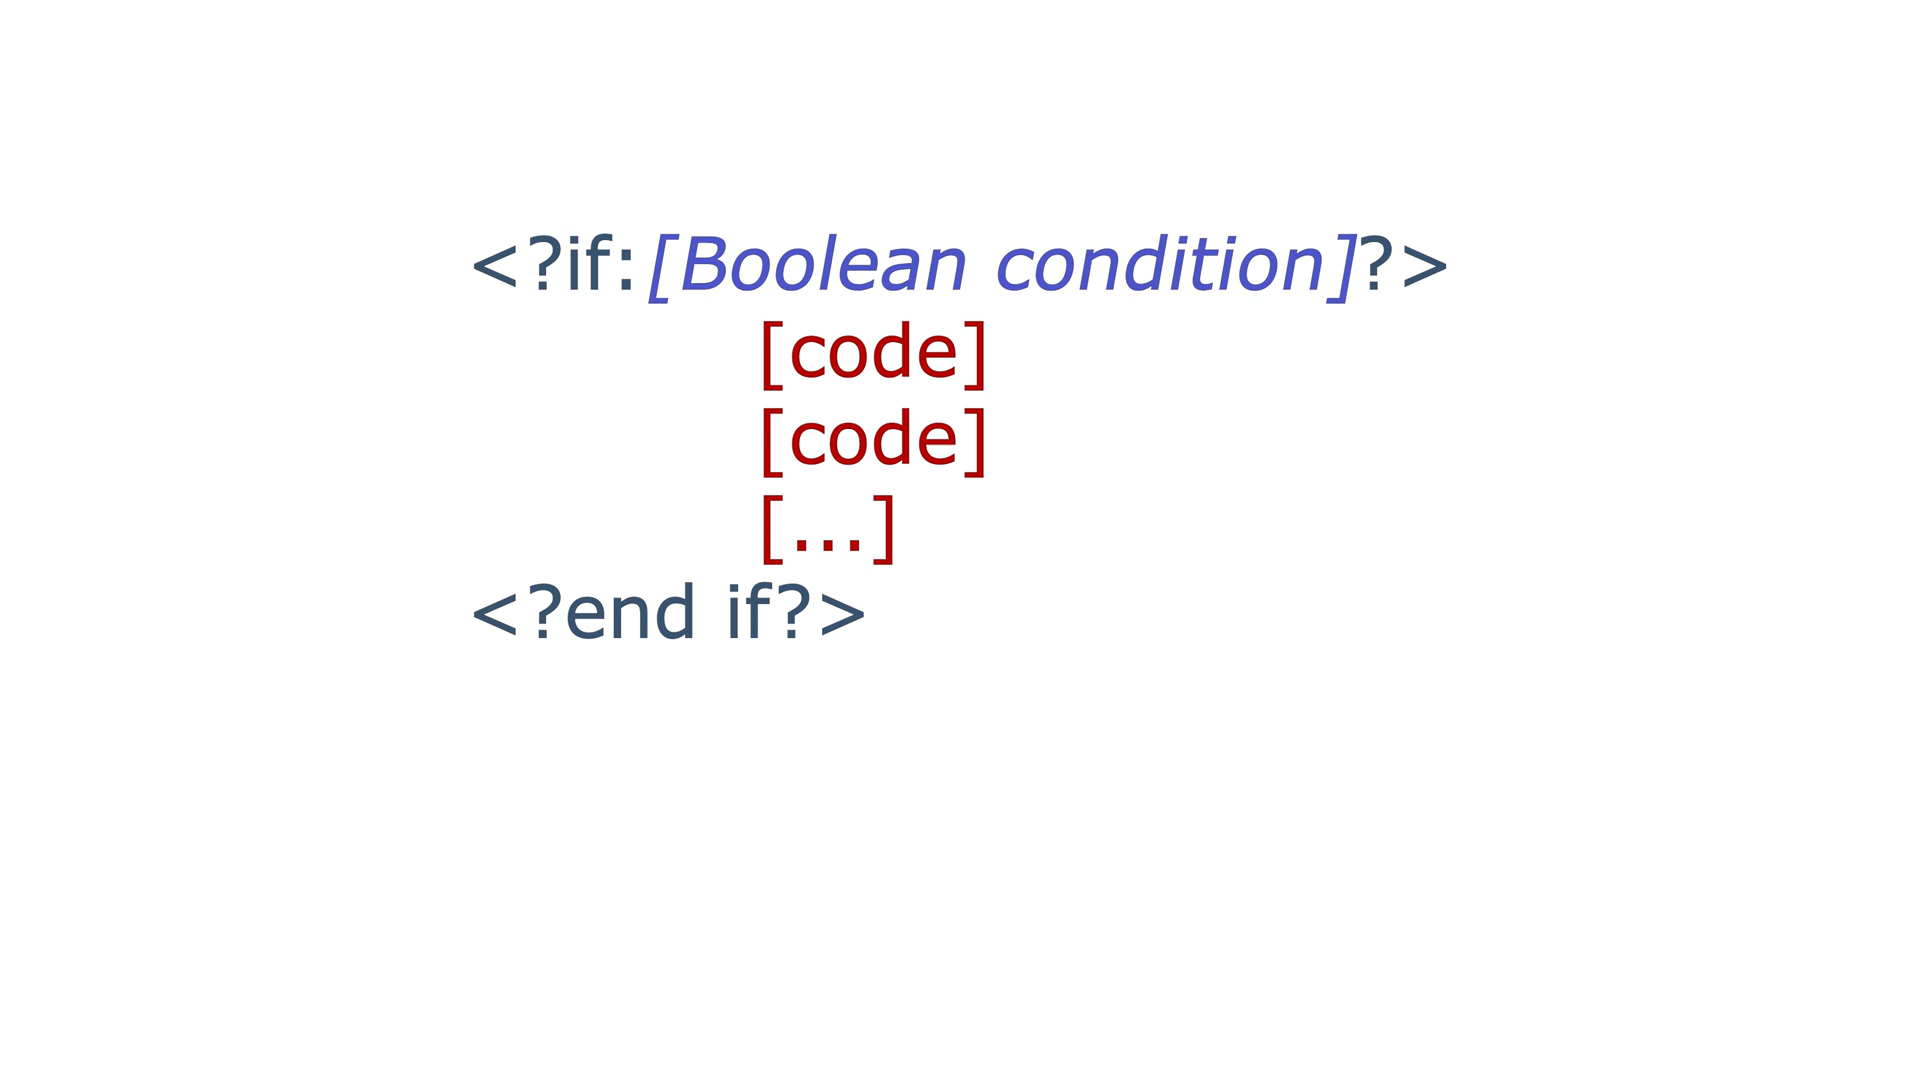 <?if:[Boolean condition]?>
[code]
[code]
[...]
<?end if?>